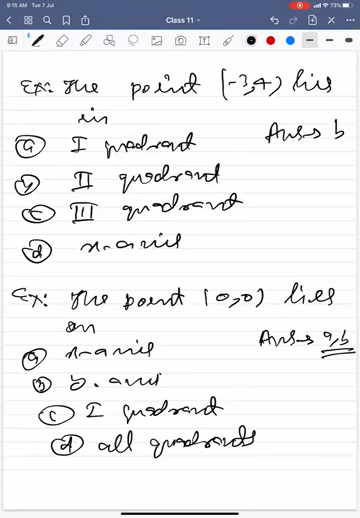 9:15 AM Tue 7 Jul
73%
Class 11
Ex: The point (-3,4) lies
in
Ans → b
(a) I quadrant
(b) II quadrant
(c) III quadrant
(d) x-axis
Ex: The point (0,0) lies
on
Ans → a,b
(a) x-axis
(b) y-axis
(c) I quadrant
(d) all quadrants